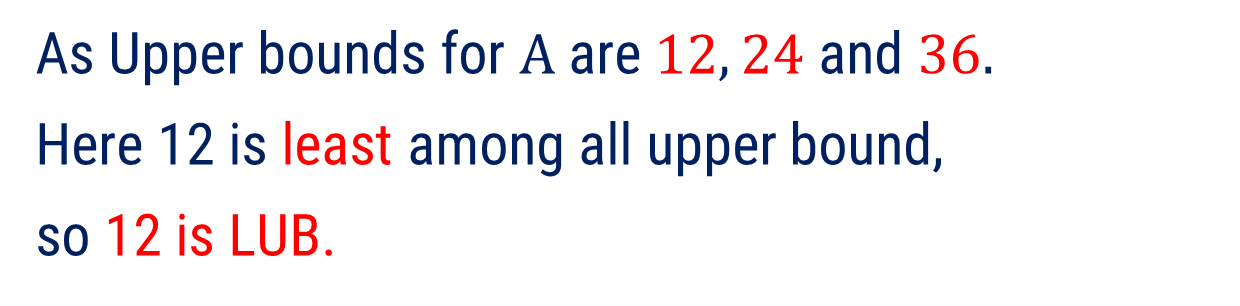 As Upper bounds for A are 12, 24 and 36.
Here 12 is least among all upper bound,
so 12 is LUB.